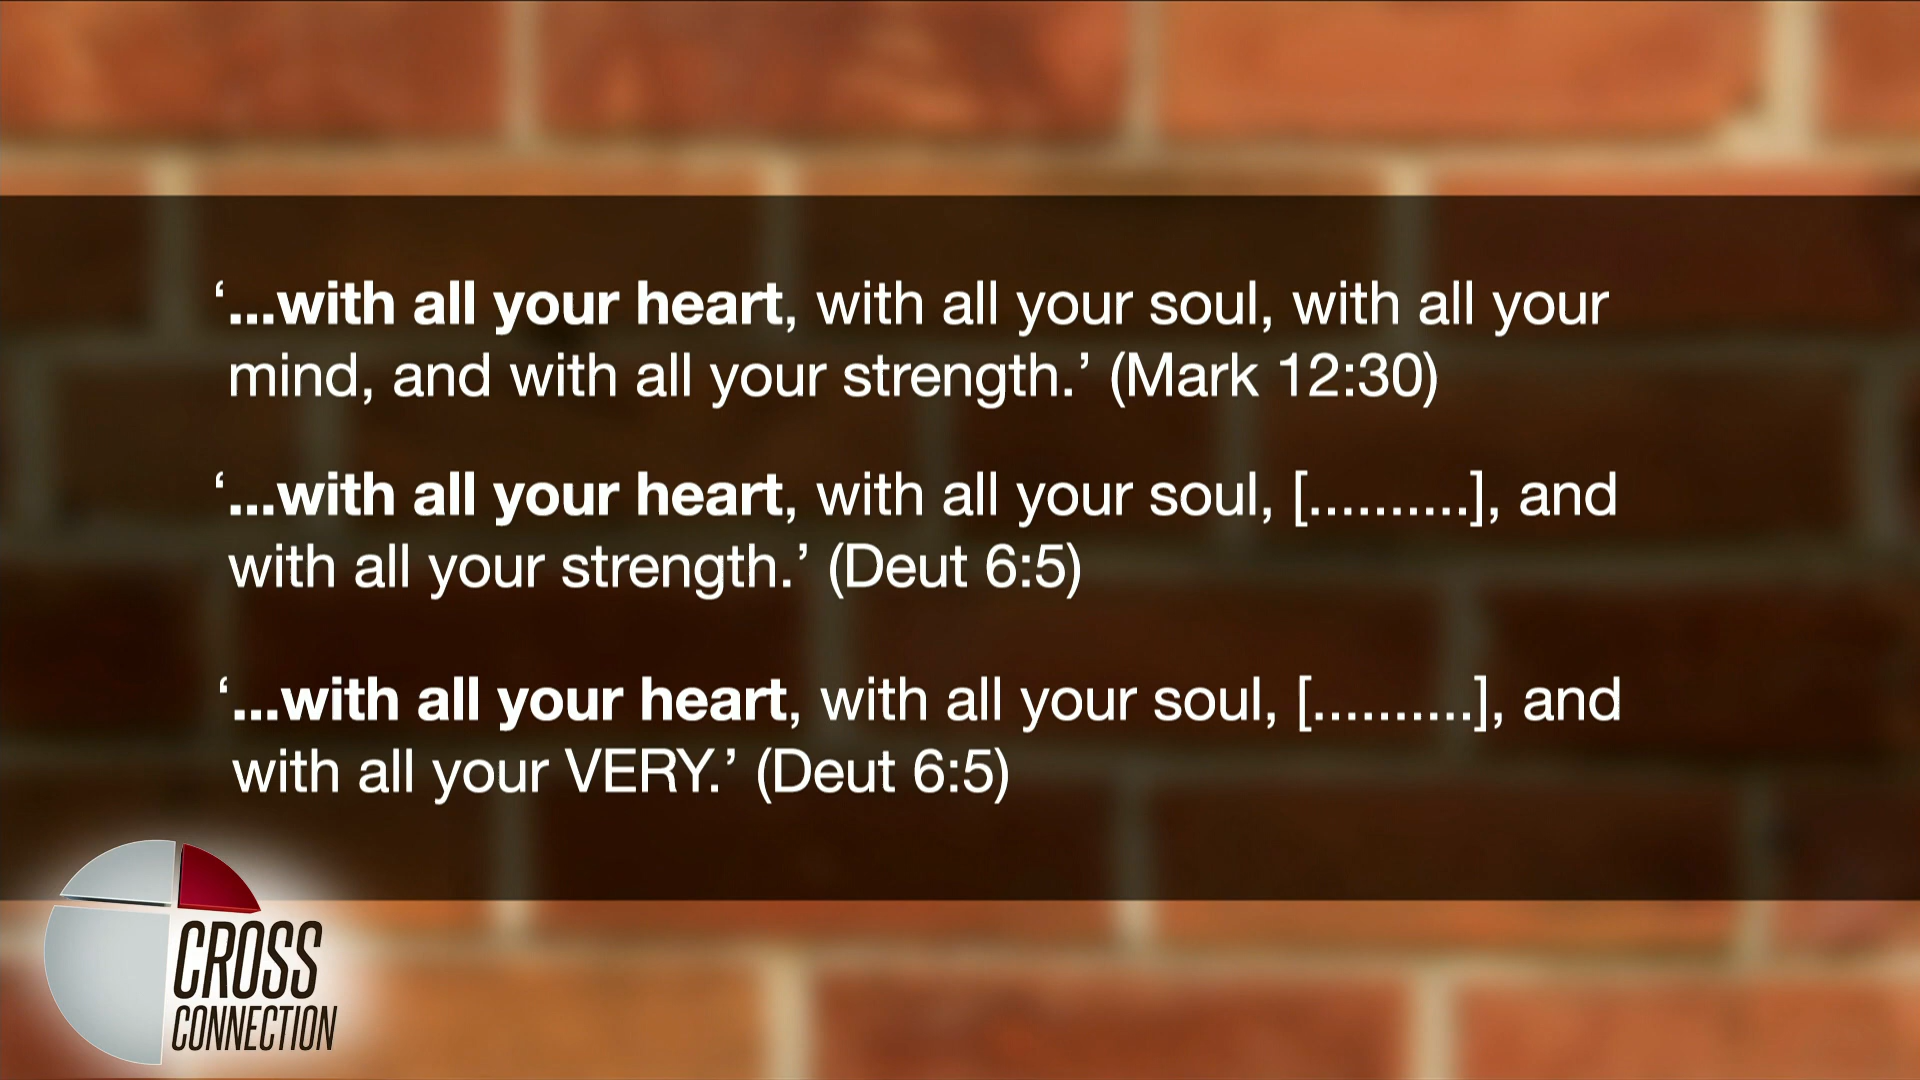 ‘...with all your heart, with all your soul, with all your
mind, and with all your strength.’ (Mark 12:30)
‘...with all your heart, with all your soul, [..........], and
with all your strength.’ (Deut 6:5)
‘...with all your heart, with all your soul, [..........], and
with all your VERY.’ (Deut 6:5)
CROSS
CONNECTION